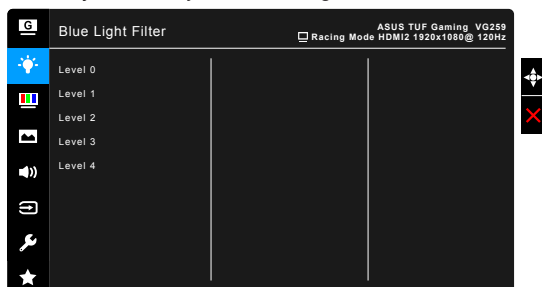 G
Blue Light Filter
ASUS TUF Gaming VG259
Racing Mode HDMI2 1920x1080@ 120Hz
Level 0
Level 1
Level 2
Level 3
Level 4